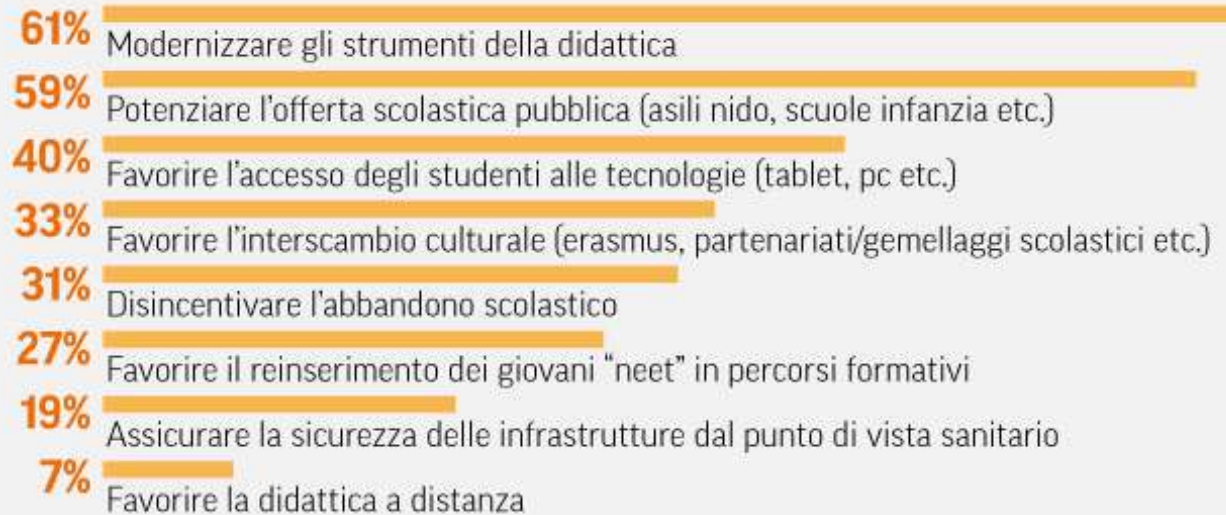 61%
Modernizzare gli strumenti della didattica
59%
Potenziare l'offerta scolastica pubblica (asili nido, scuole infanzia etc.)
40%
Favorire l'accesso degli studenti alle tecnologie (tablet, pc etc.)
33%
Favorire l'interscambio culturale (erasmus, partenariati/gemellaggi scolastici etc.)
31%
Disincentivare l'abbandono scolastico
27%
Favorire il reinserimento dei giovani “neet” in percorsi formativi
19%
Assicurare la sicurezza delle infrastrutture dal punto di vista sanitario
7%
Favorire la didattica a distanza